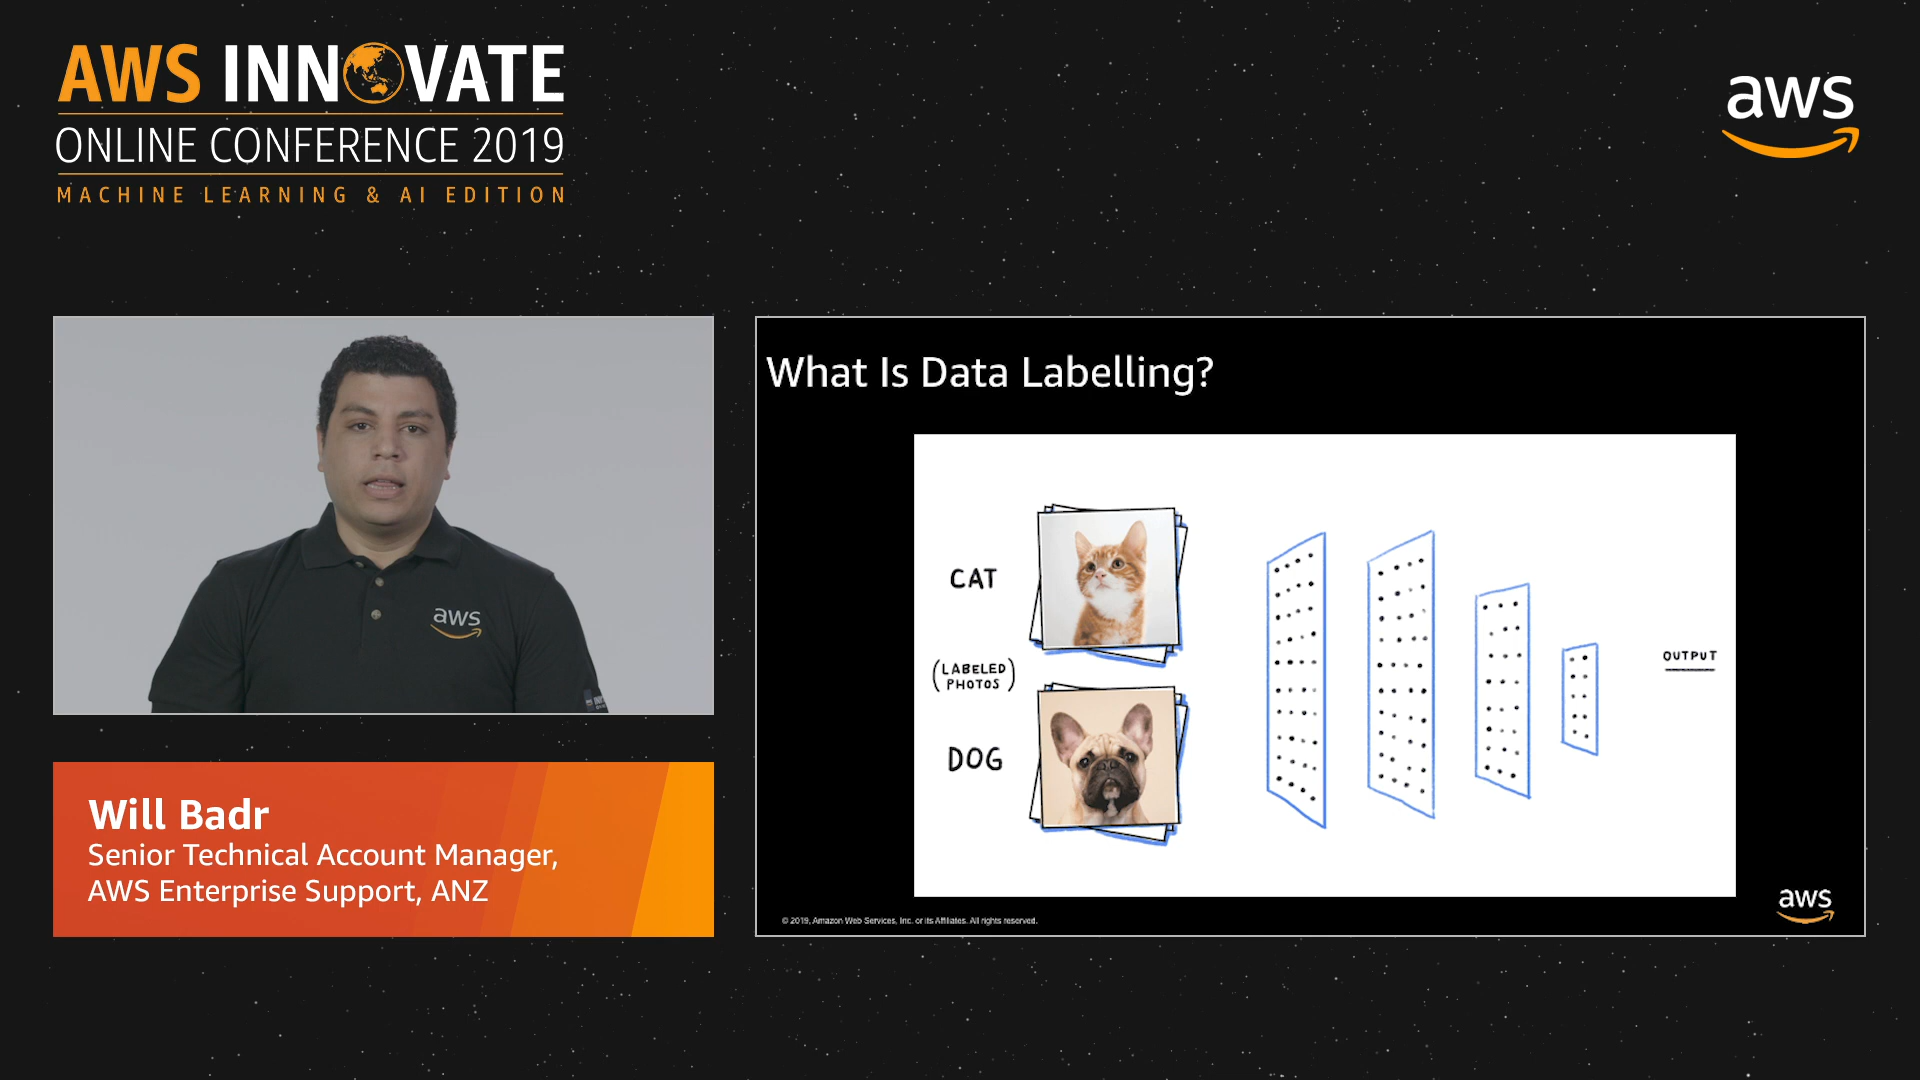 AWS INNOVATE
ONLINE CONFERENCE 2019
MACHINE LEARNING & AI EDITION
aws
aws
Will Badr
Senior Technical Account Manager,
AWS Enterprise Support, ANZ
What Is Data Labelling?
CAT
(LABELED
PHOTOS)
DOG
OUTPUT
© 2019, Amazon Web Services, Inc. or its Affiliates. All rights reserved.
aws